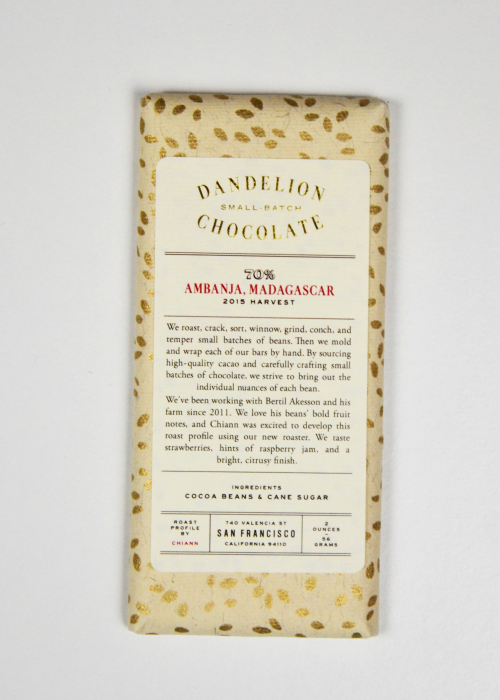 DANDELION
SMALL-BATCH
CHOCOLATE
70%
AMBANJA, MADAGASCAR
2015 HARVEST
We roast, crack, sort, winnow, grind, conch, and
temper small batches of beans. Then we mold
and wrap each of our bars by hand. By sourcing
high-quality cacao and carefully crafting small
batches of chocolate, we strive to bring out the
individual nuances of each bean.
We've been working with Bertil Akesson and his
farm since 2011. We love his beans' bold fruit
notes, and Chiann was excited to develop this
roast profile using our new roaster. We taste
strawberries, hints of raspberry jam, and a
bright, citrusy finish.
INGREDIENTS
COCOA BEANS & CANE SUGAR
ROAST
PROFILE
BY
CHIANN
740 VALENCIA ST
SAN FRANCISCO
CALIFORNIA 94110
2
OUNCES
-
56
GRAMS